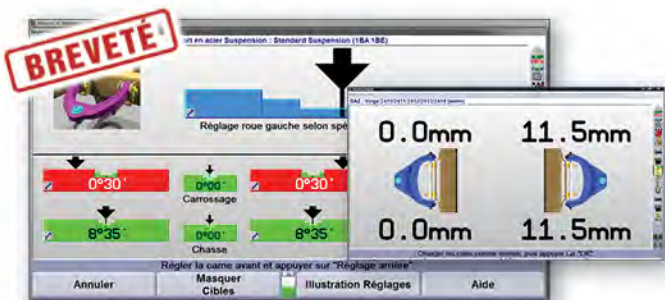 BREVETÉ
ort en acier Suspension : Standard Suspension (1BA 1BE)
Réglage roue gauche selon spé
0.0mm 11.5mm
0.0mm 11.5mm
0°30' 0°00' 0°30'
Carrossage
8°35' 0°00' 8°35'
Chasse
Régler la came avant et appuyer sur "Réglage arrière".
Annuler
Masquer
Cibles
Illustration Réglages
Aide